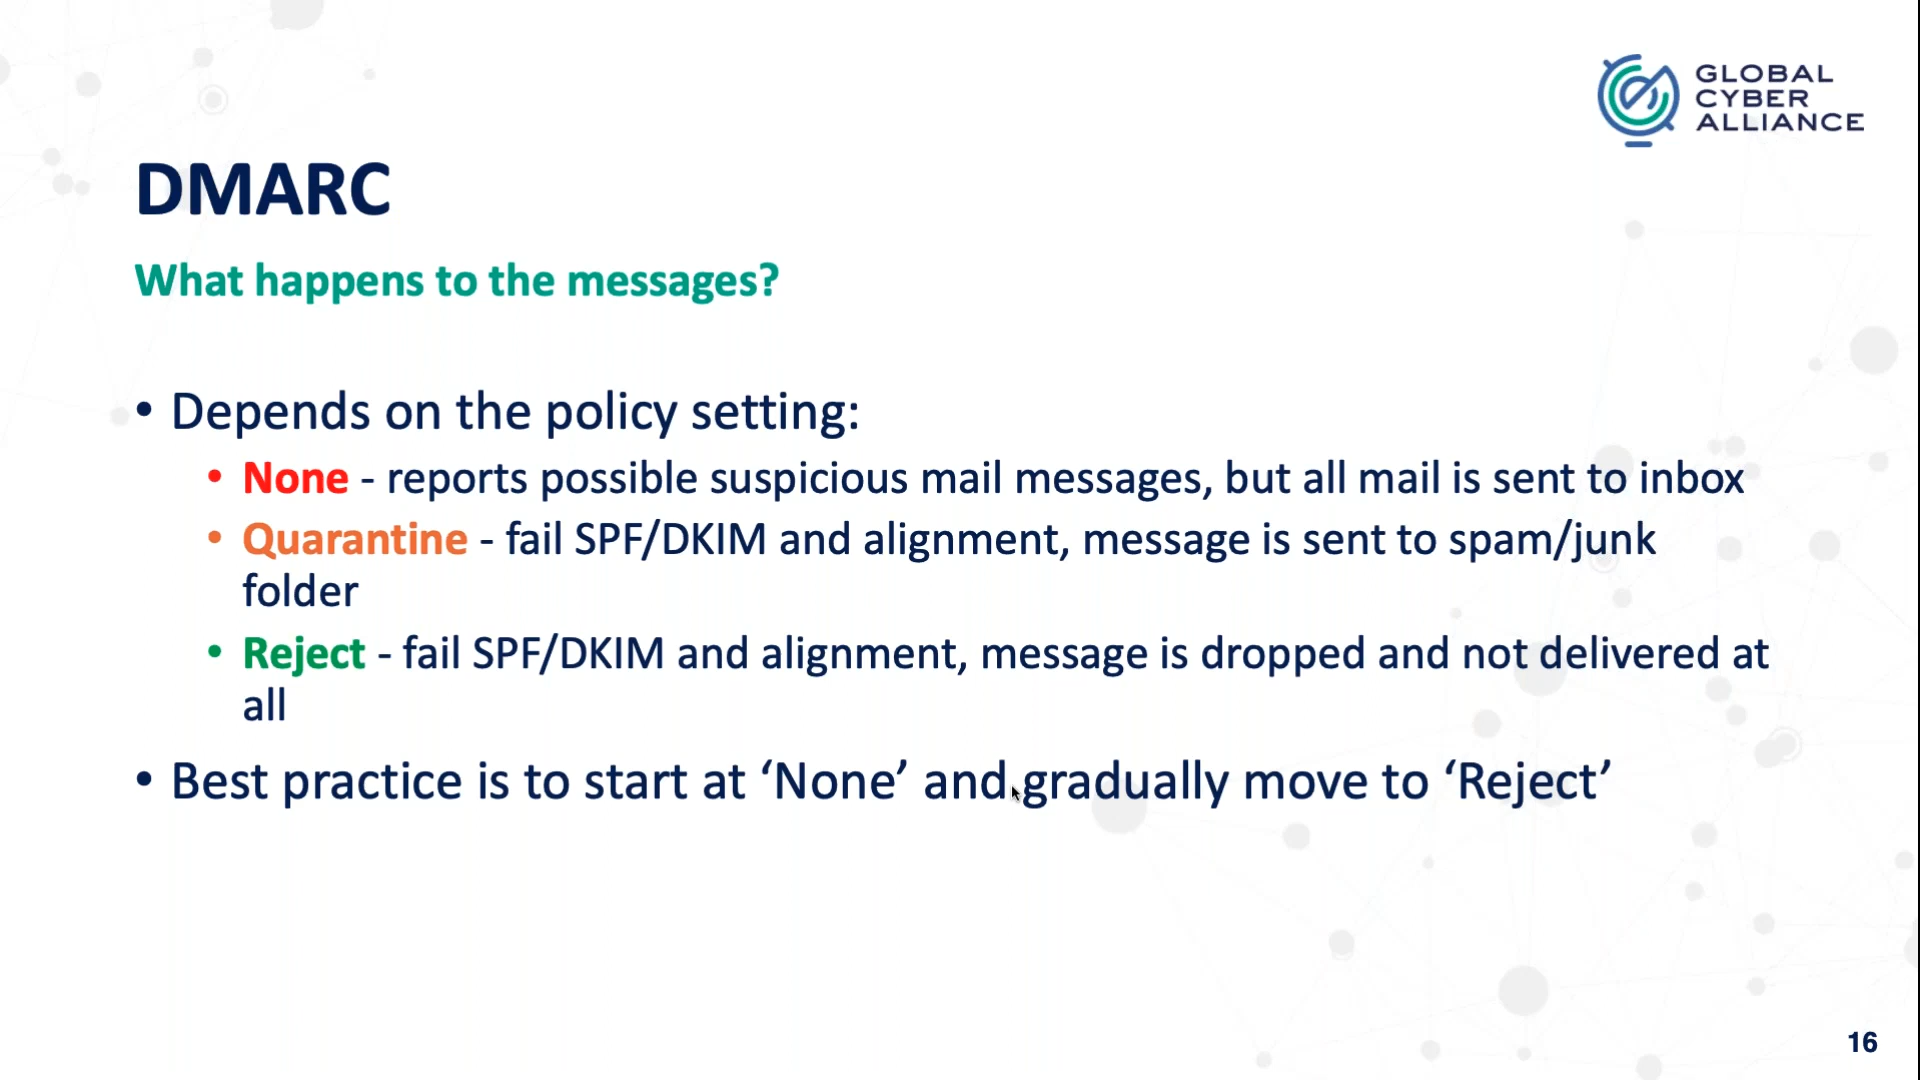 GLOBAL
CYBER
ALLIANCE
DMARC
What happens to the messages?
• Depends on the policy setting:
• None - reports possible suspicious mail messages, but all mail is sent to inbox
• Quarantine - fail SPF/DKIM and alignment, message is sent to spam/junk
folder
• Reject - fail SPF/DKIM and alignment, message is dropped and not delivered at
all
• Best practice is to start at ‘None’ and gradually move to ‘Reject’
16